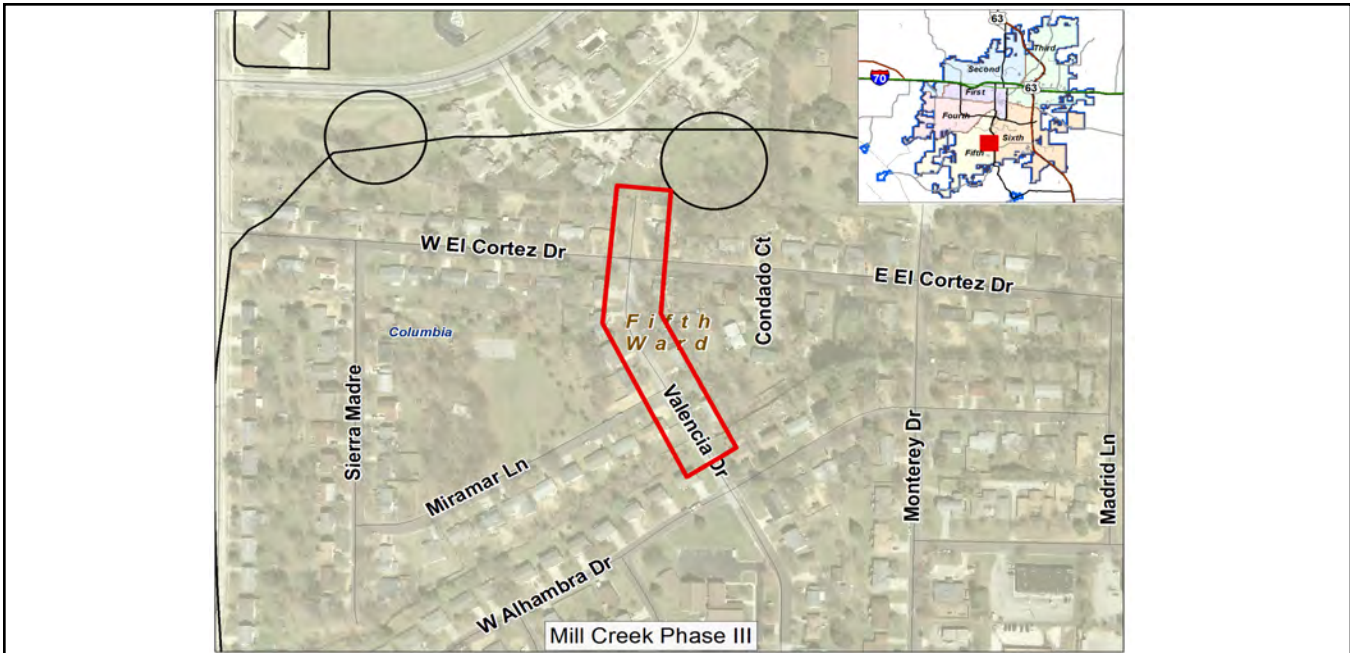 63
Third
Second
70
63
First
Fourth
Sixth
Fifth
W El Cortez Dr
Condado Ct
E El Cortez Dr
Fifth
Ward
Columbia
Sierra Madre
Valencia Dr
Miramar Ln
Monterey Dr
Madrid Ln
W Alhambra Dr
Mill Creek Phase III